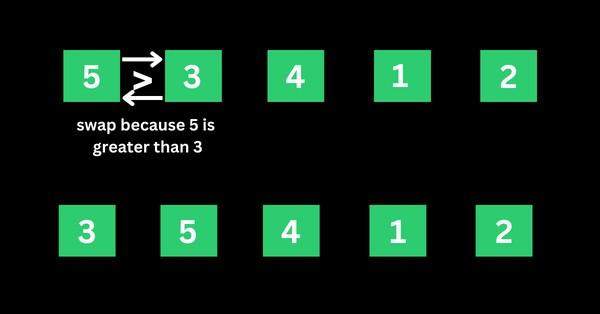 5 > 3 4 1 2
swap because 5 is
greater than 3
3 5 4 1 2